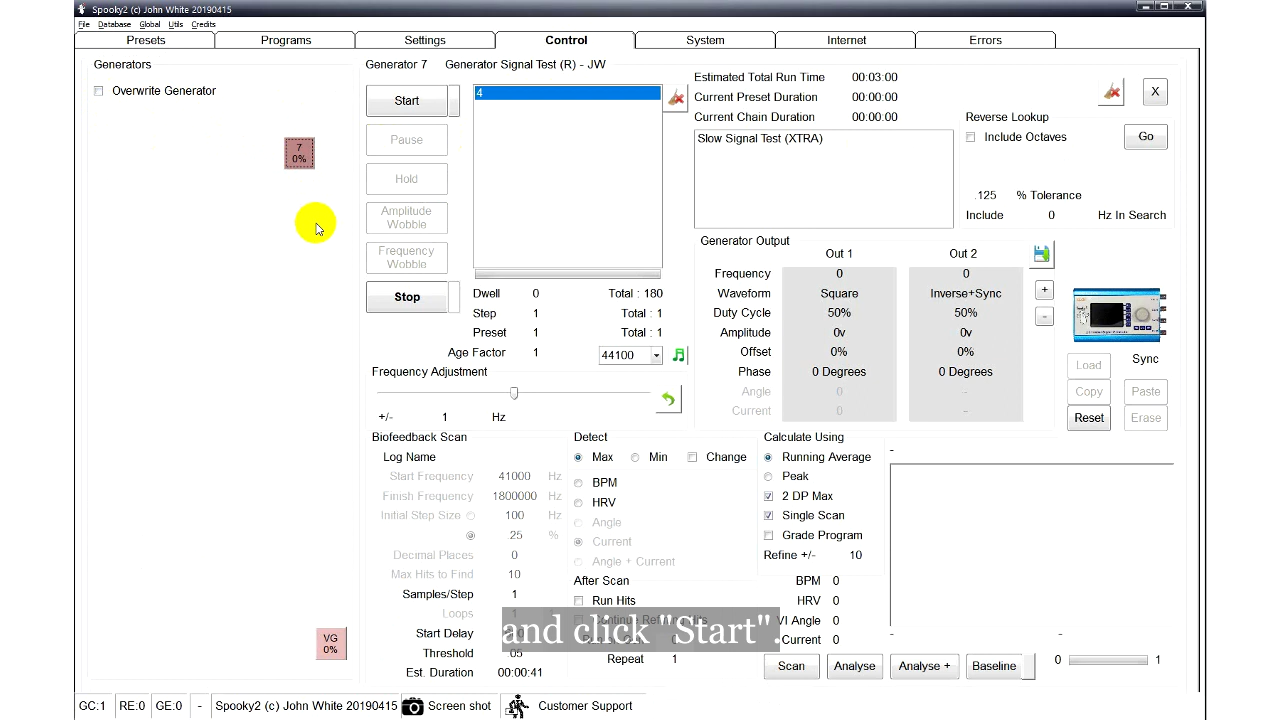 Spooky2 (c) John White 20190415
File Database Global Utils Credits
Presets Programs Settings Control System Internet Errors
Generators
Overwrite Generator
7
0%
VG
0%
Generator 7 Generator Signal Test (R) - JW
Start
Pause
Hold
Amplitude
Wobble
Frequency
Wobble
Stop
4
Dwell 0 Total : 180
Step 1 Total : 1
Preset 1 Total : 1
Age Factor 1 44100
Frequency Adjustment
+/- 1 Hz
Estimated Total Run Time 00:03:00
Current Preset Duration 00:00:00
Current Chain Duration 00:00:00
Slow Signal Test (XTRA)
X
Reverse Lookup
Include Octaves Go
.125 % Tolerance
Include 0 Hz In Search
Generator Output
Out 1 Out 2
Frequency 0 0
Waveform Square Inverse+Sync
Duty Cycle 50% 50%
Amplitude 0v 0v
Offset 0% 0%
Phase 0 Degrees 0 Degrees
Angle 0 -
Current 0 -
+
-
Sync
Load
Copy Paste
Reset Erase
Biofeedback Scan
Log Name
Start Frequency 41000 Hz
Finish Frequency 1800000 Hz
Initial Step Size 100 Hz
.25 %
Decimal Places 0
Max Hits to Find 10
Samples/Step 1
Loops 1
Start Delay
Threshold .05
Est. Duration 00:00:41
Detect
Max Min Change
BPM
HRV
Angle
Current
Angle + Current
After Scan
Run Hits
Repeat 1
Calculate Using
Running Average
Peak
2 DP Max
Single Scan
Grade Program
Refine +/- 10
BPM 0
HRV 0
Angle 0
Current 0
-
- -
0 1
Scan Analyse Analyse + Baseline
and click "Start".
GC:1 RE:0 GE:0 - Spooky2 (c) John White 20190415 Screen shot Customer Support